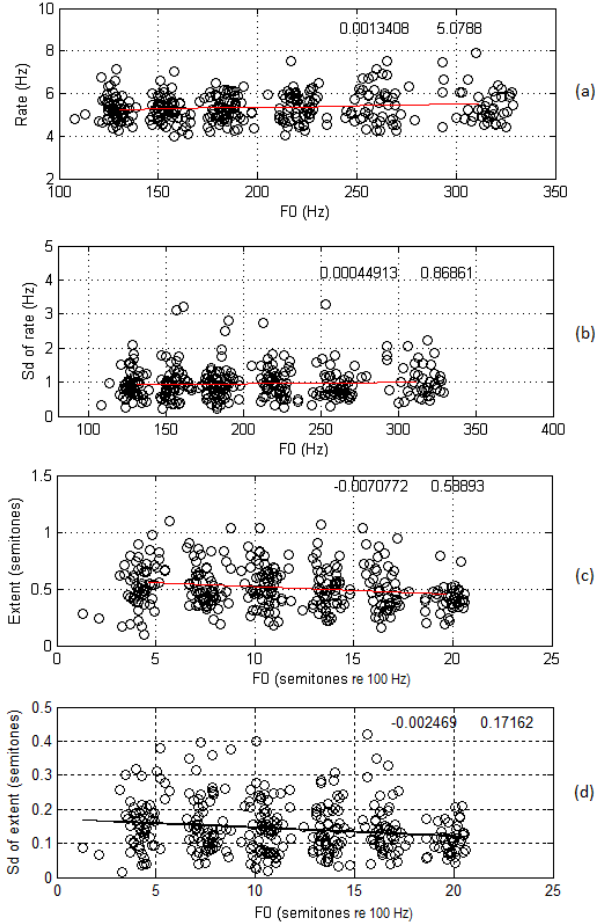 10
8
6
4
2
Rate (Hz)
0.0013408 5.0788
(a)
100 150 200 250 300 350
F0 (Hz)
5
4
3
2
1
0
Sd of rate (Hz)
0.00044913 0.86861
(b)
100 150 200 250 300 350 400
F0 (Hz)
1.5
1
0.5
0
Extent (semitones)
-0.0070772 0.58893
(c)
0 5 10 15 20 25
F0 (semitones re 100 Hz)
0.5
0.4
0.3
0.2
0.1
0
Sd of extent (semitones)
-0.002469 0.17162
(d)
0 5 10 15 20 25
F0 (semitones re 100 Hz)